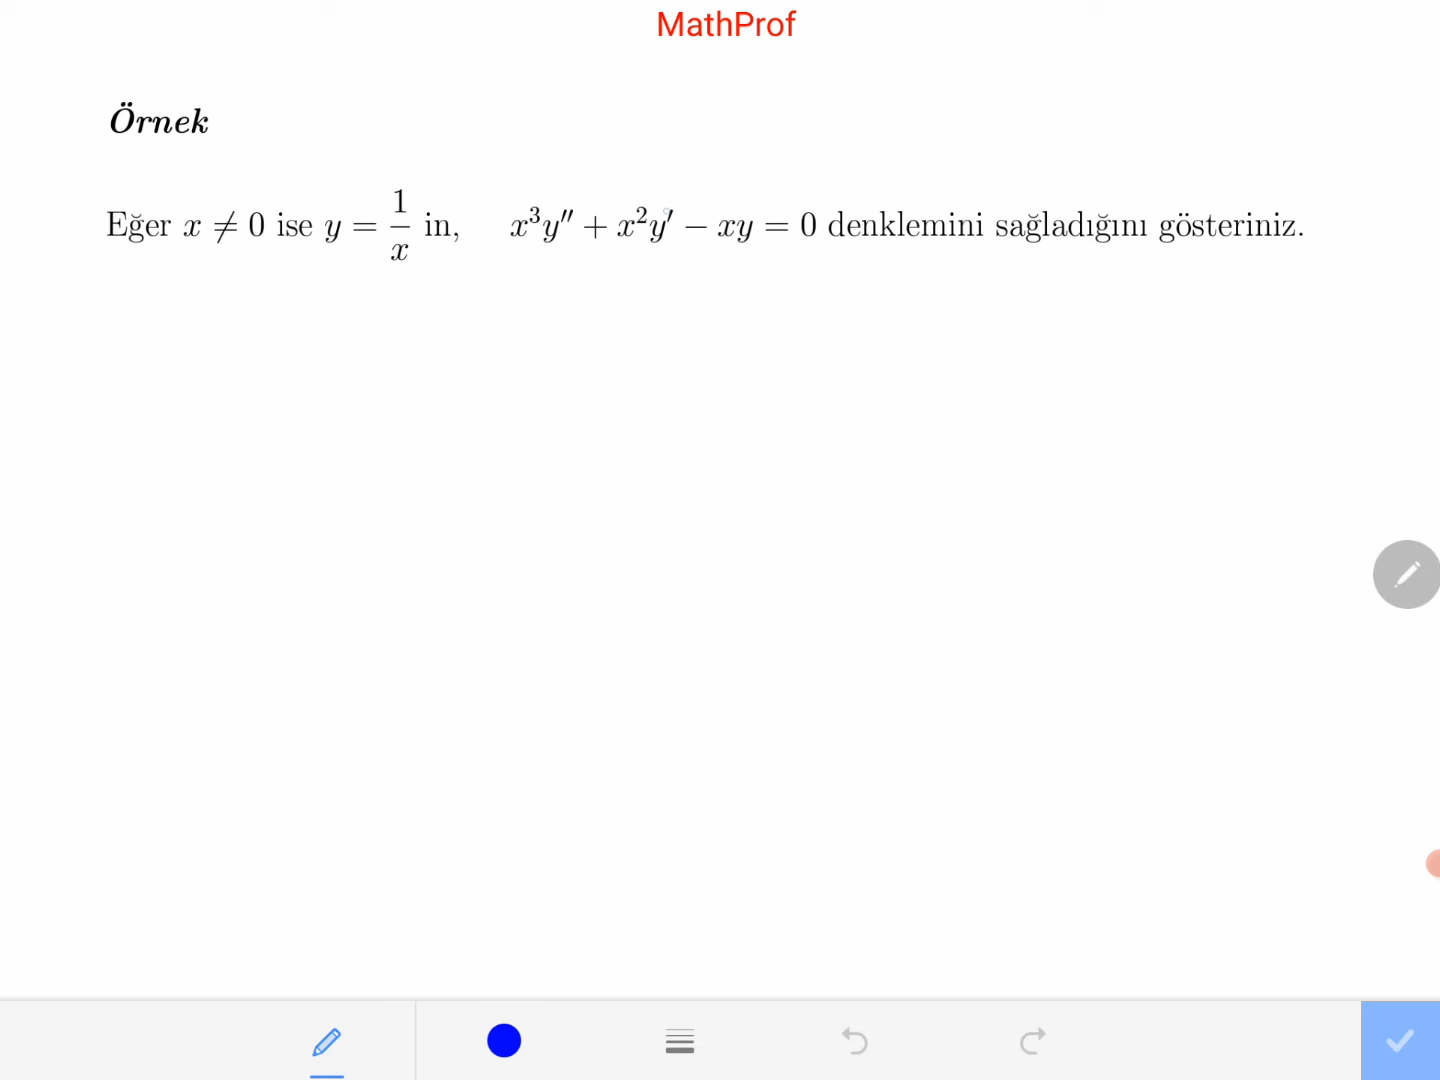 MathProf
Örnek
Eğer x ≠ 0 ise y = 1/x in, x³y″ + x²y′ − xy = 0 denklemini sağladığını gösteriniz.